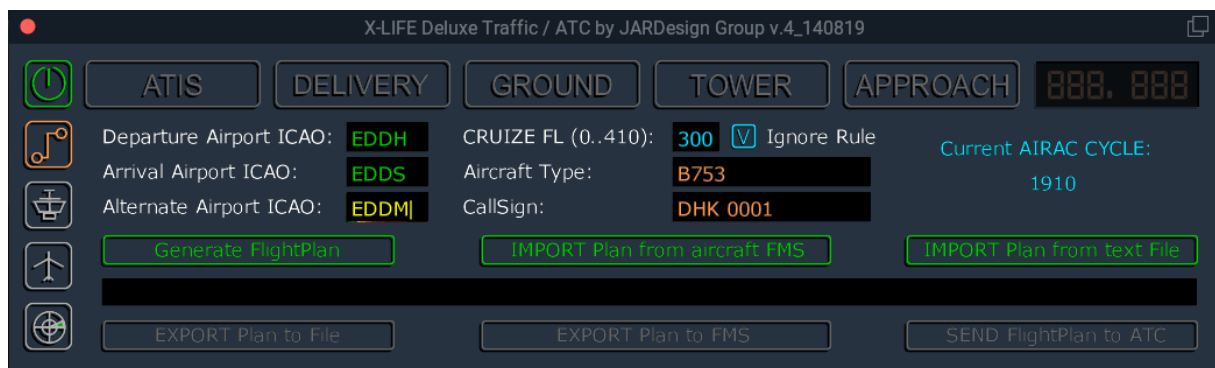 X-LIFE Deluxe Traffic / ATC by JARDesign Group v.4_140819
ATIS DELIVERY GROUND TOWER APPROACH 888. 888
Departure Airport ICAO: EDDH CRUIZE FL (0..410): 300 V Ignore Rule
Current AIRAC CYCLE:
Arrival Airport ICAO: EDDS Aircraft Type: B753
1910
Alternate Airport ICAO: EDDM CallSign: DHK 0001
Generate FlightPlan IMPORT Plan from aircraft FMS IMPORT Plan from text File
EXPORT Plan to File EXPORT Plan to FMS SEND FlightPlan to ATC